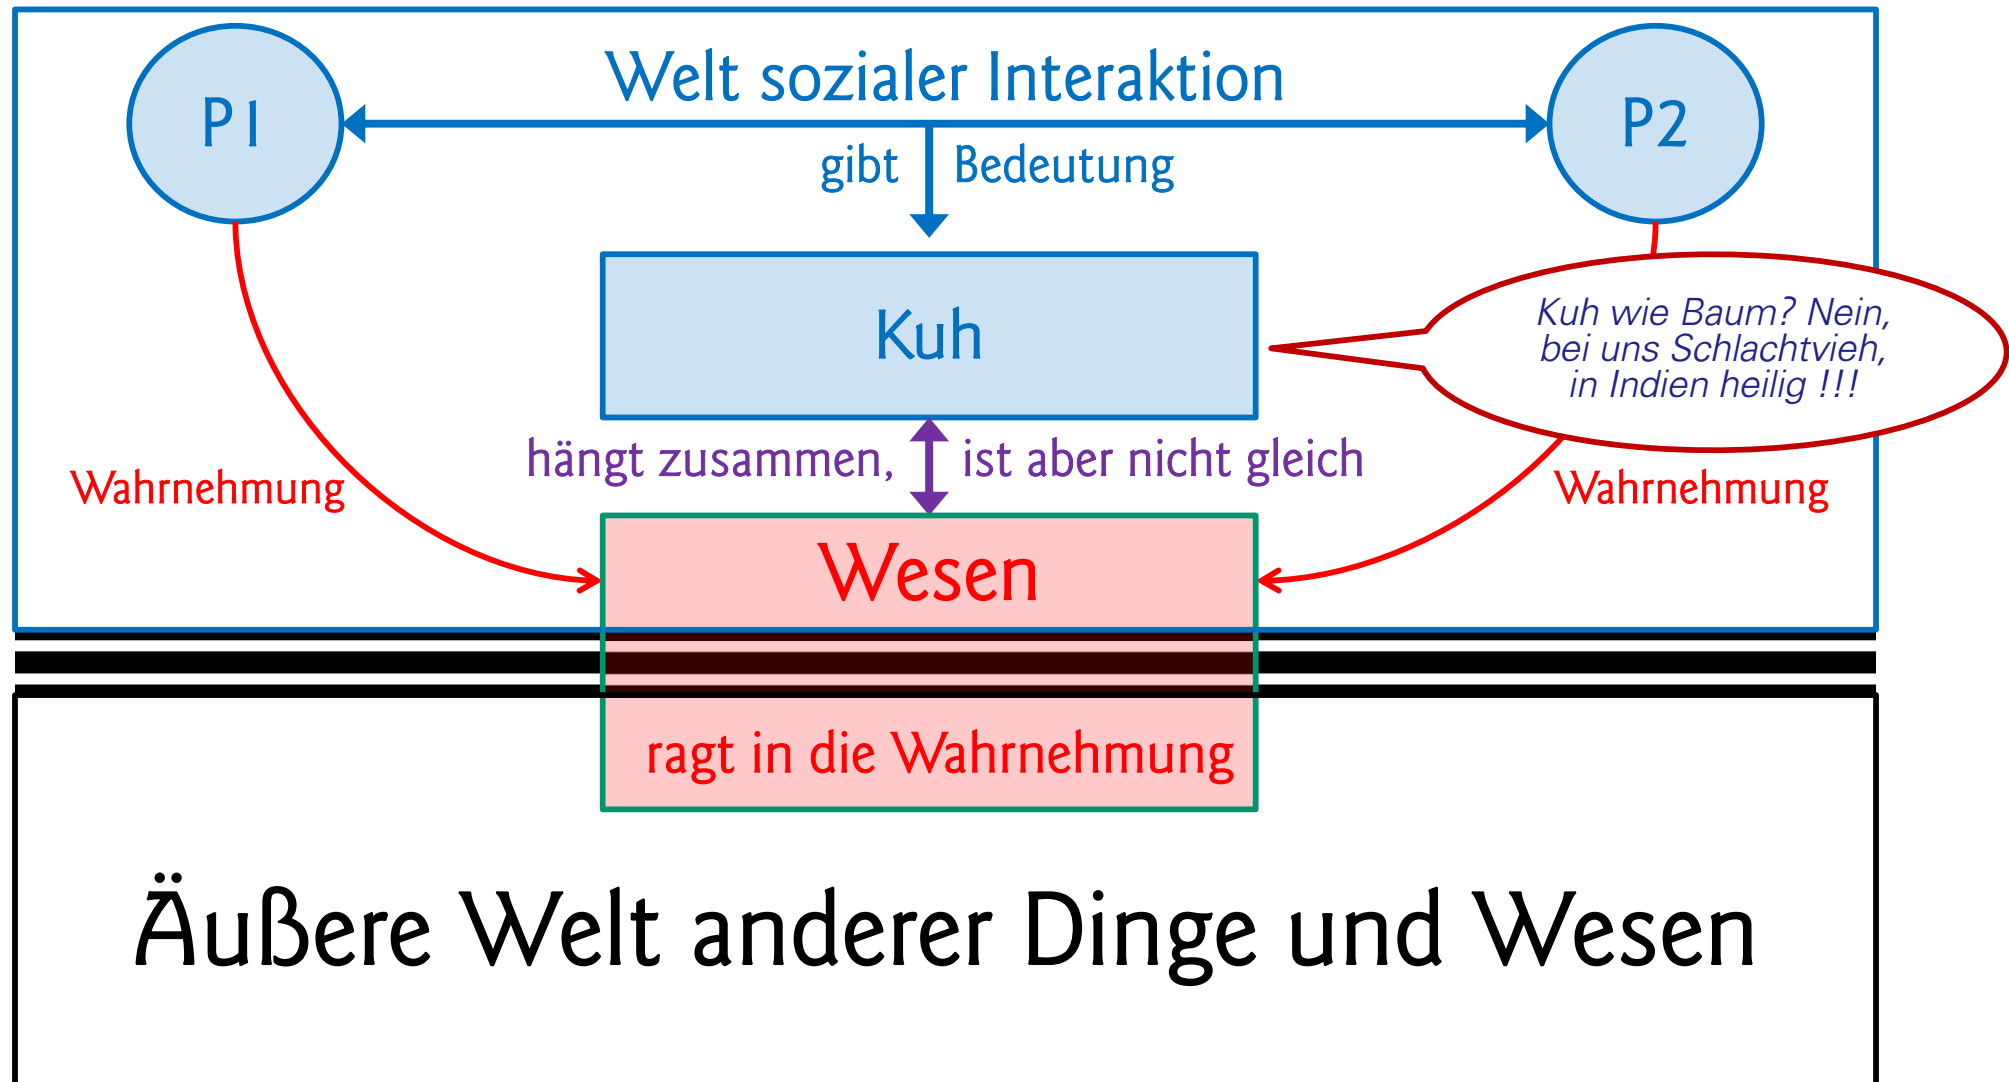 Welt sozialer Interaktion
P1
P2
gibt Bedeutung
Kuh
Kuh wie Baum? Nein,
bei uns Schlachtvieh,
in Indien heilig !!!
hängt zusammen, ist aber nicht gleich
Wahrnehmung
Wahrnehmung
Wesen
ragt in die Wahrnehmung
Äußere Welt anderer Dinge und Wesen